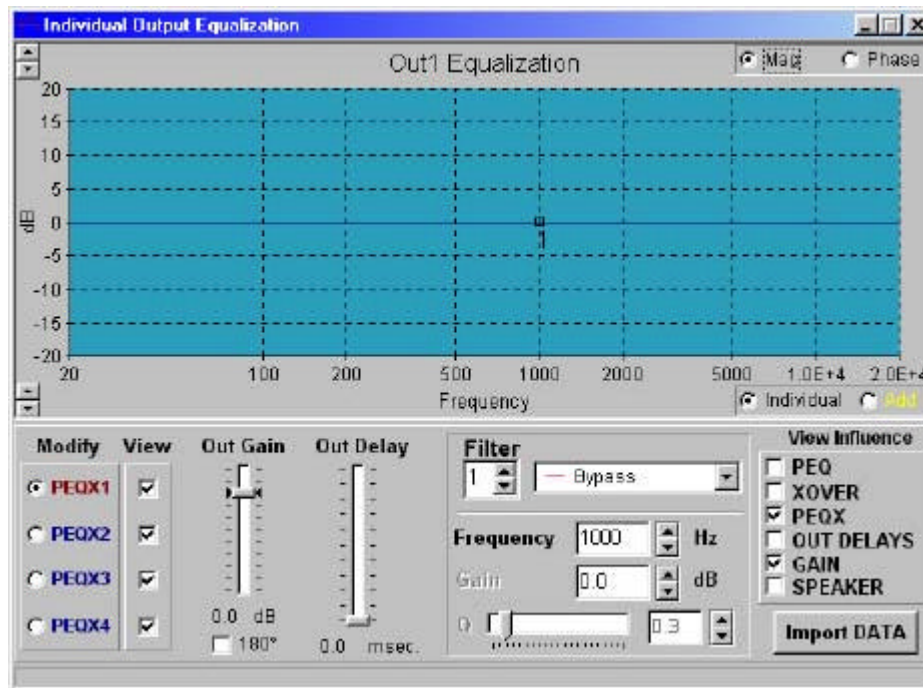 Individual Output Equalization
Out1 Equalization
Mag
Phase
20
15
10
5
0
-5
-10
-15
-20
dB
20
100
200
500
1000
2000
5000
1.0E+4
2.0E+4
Frequency
1
Individual
Add
Modify
View
PEQX1
PEQX2
PEQX3
PEQX4
Out Gain
0.0 dB
180°
Out Delay
0.0 msec.
Filter
1
Bypass
Frequency
1000
Hz
Gain
0.0
dB
Q
0.3
View Influence
PEQ
XOVER
PEQX
OUT DELAYS
GAIN
SPEAKER
Import DATA